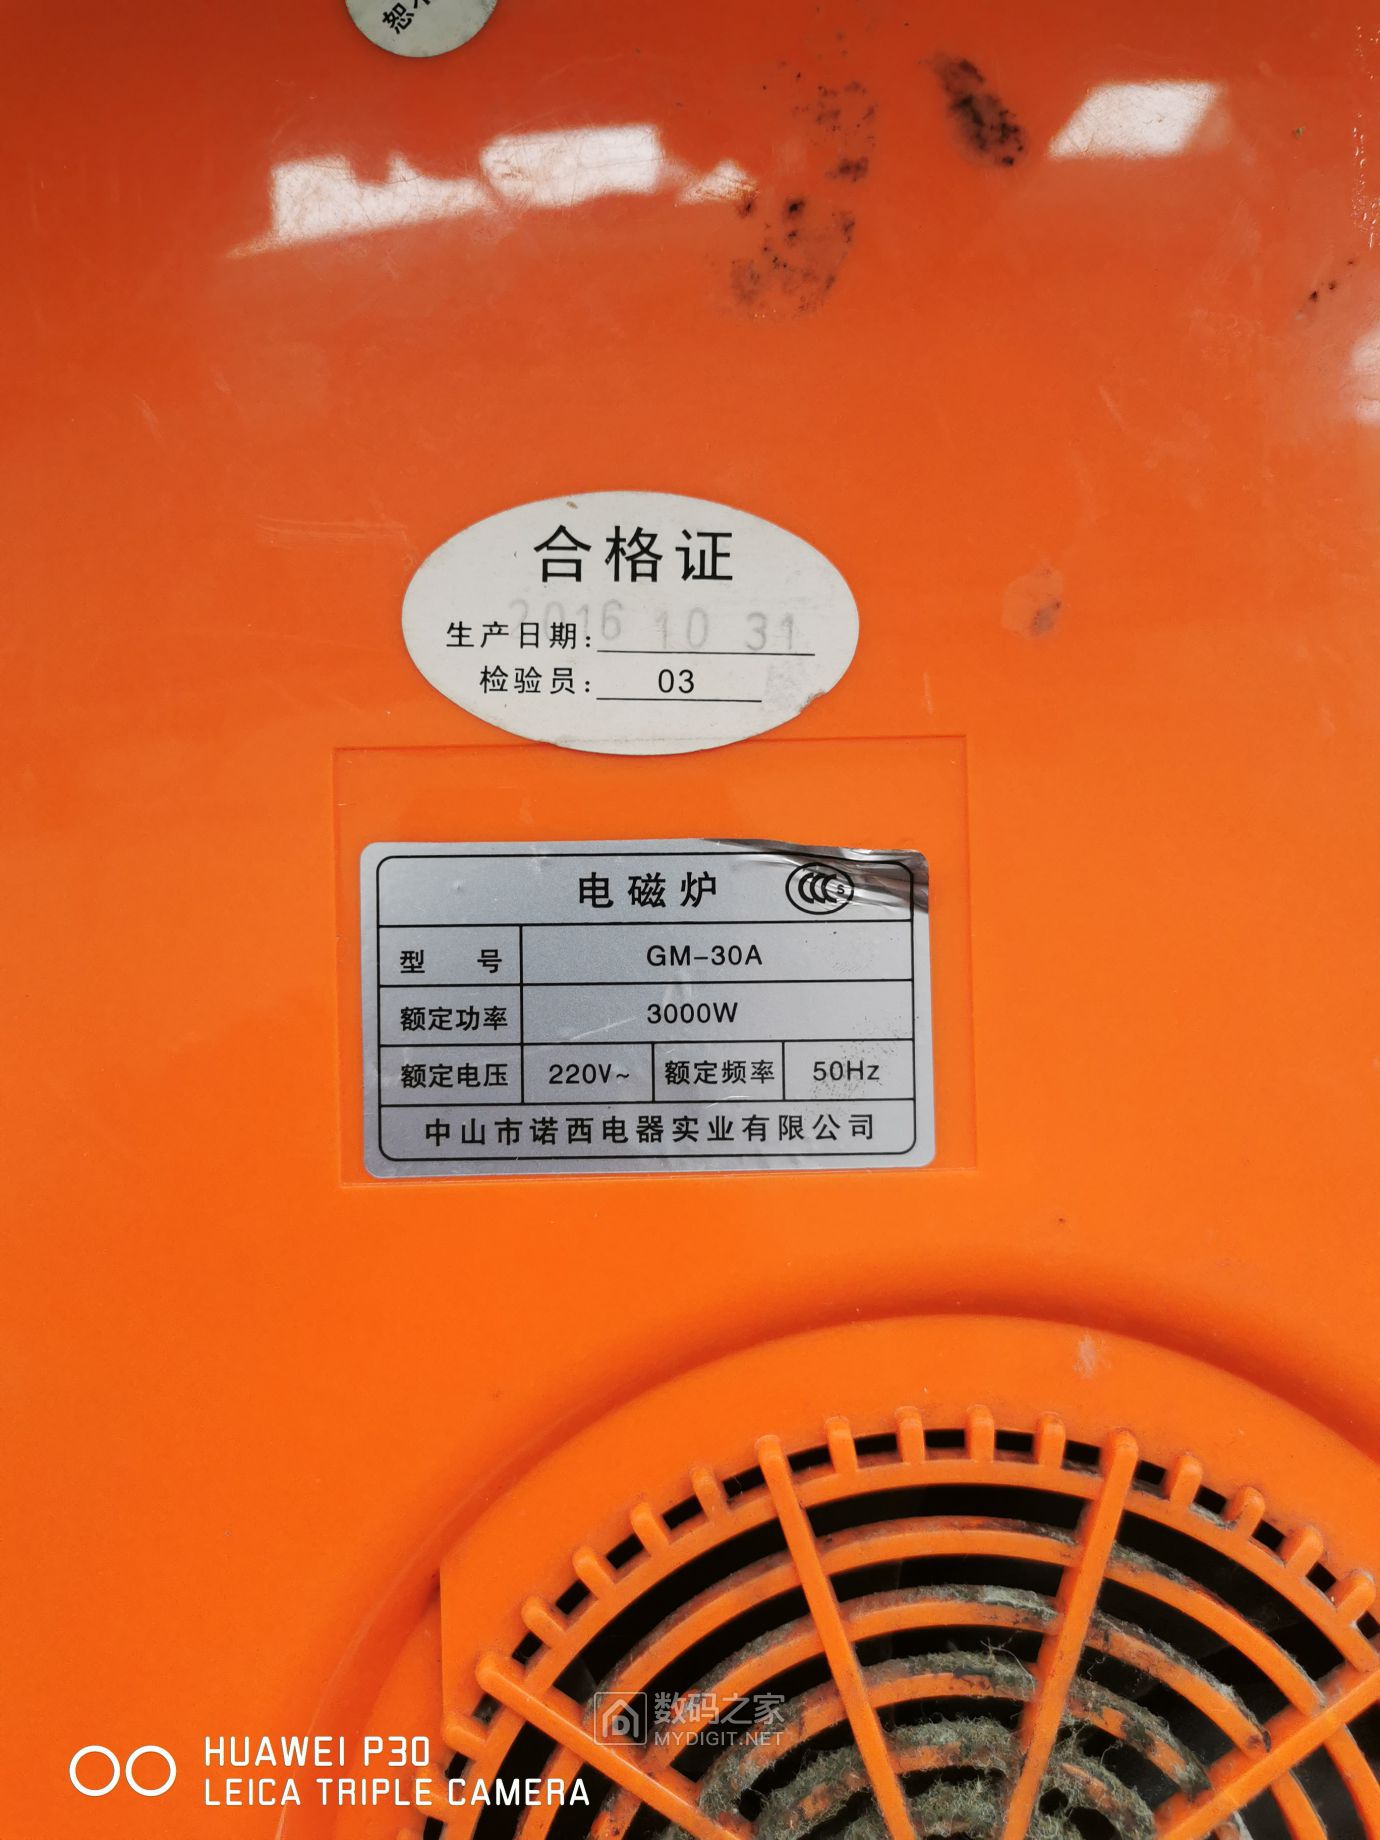 恕不
合格证
生产日期: 2016 10 31
检验员: 03
电磁炉 CCC S
型 号 GM-30A
额定功率 3000W
额定电压 220V~ 额定频率 50Hz
中山市诺西电器实业有限公司
数码之家
MYDIGIT.NET
HUAWEI P30
LEICA TRIPLE CAMERA